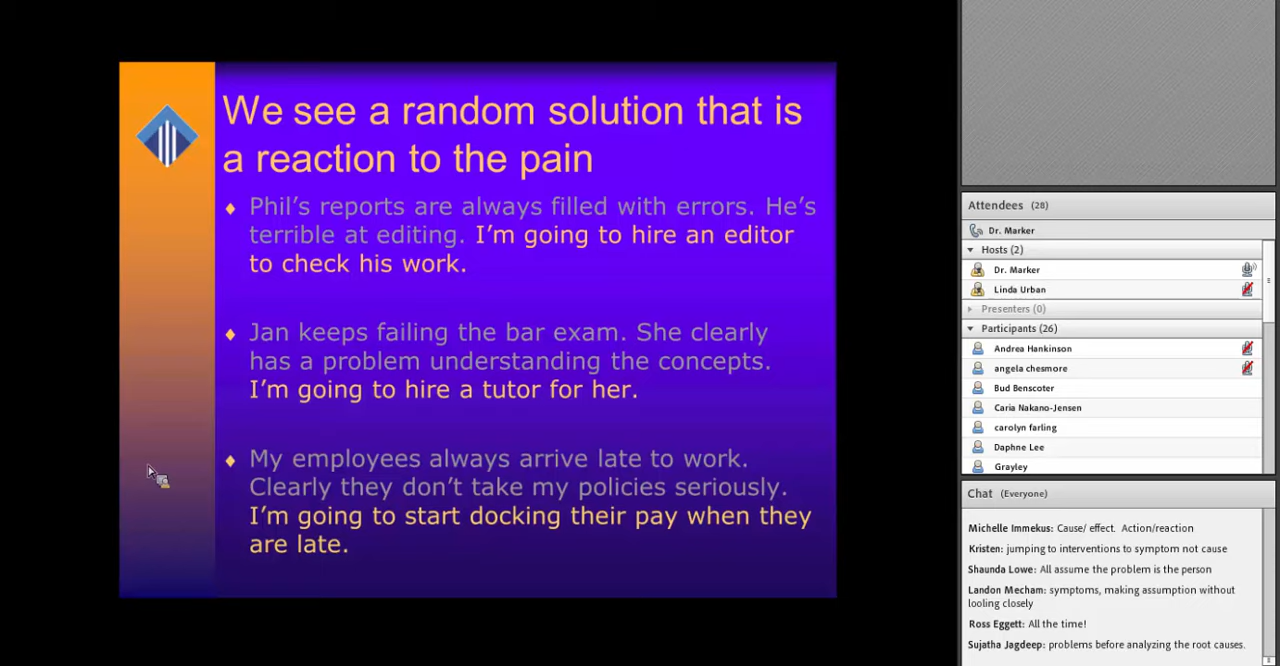 We see a random solution that is
a reaction to the pain
Phil's reports are always filled with errors. He's
terrible at editing. I'm going to hire an editor
to check his work.
Jan keeps failing the bar exam. She clearly
has a problem understanding the concepts.
I'm going to hire a tutor for her.
My employees always arrive late to work.
Clearly they don't take my policies seriously.
I'm going to start docking their pay when they
are late.
Attendees (28)
Dr. Marker
Hosts (2)
Dr. Marker
Linda Urban
Presenters (0)
Participants (26)
Andrea Hankinson
angela chesmore
Bud Benscoter
Caria Nakano-Jensen
carolyn farling
Daphne Lee
Grayley
Chat (Everyone)
Michelle Immekus: Cause/ effect. Action/reaction
Kristen: jumping to interventions to symptom not cause
Shaunda Lowe: All assume the problem is the person
Landon Mecham: symptoms, making assumption without
looling closely
Ross Eggett: All the time!
Sujatha Jagdeep: problems before analyzing the root causes.